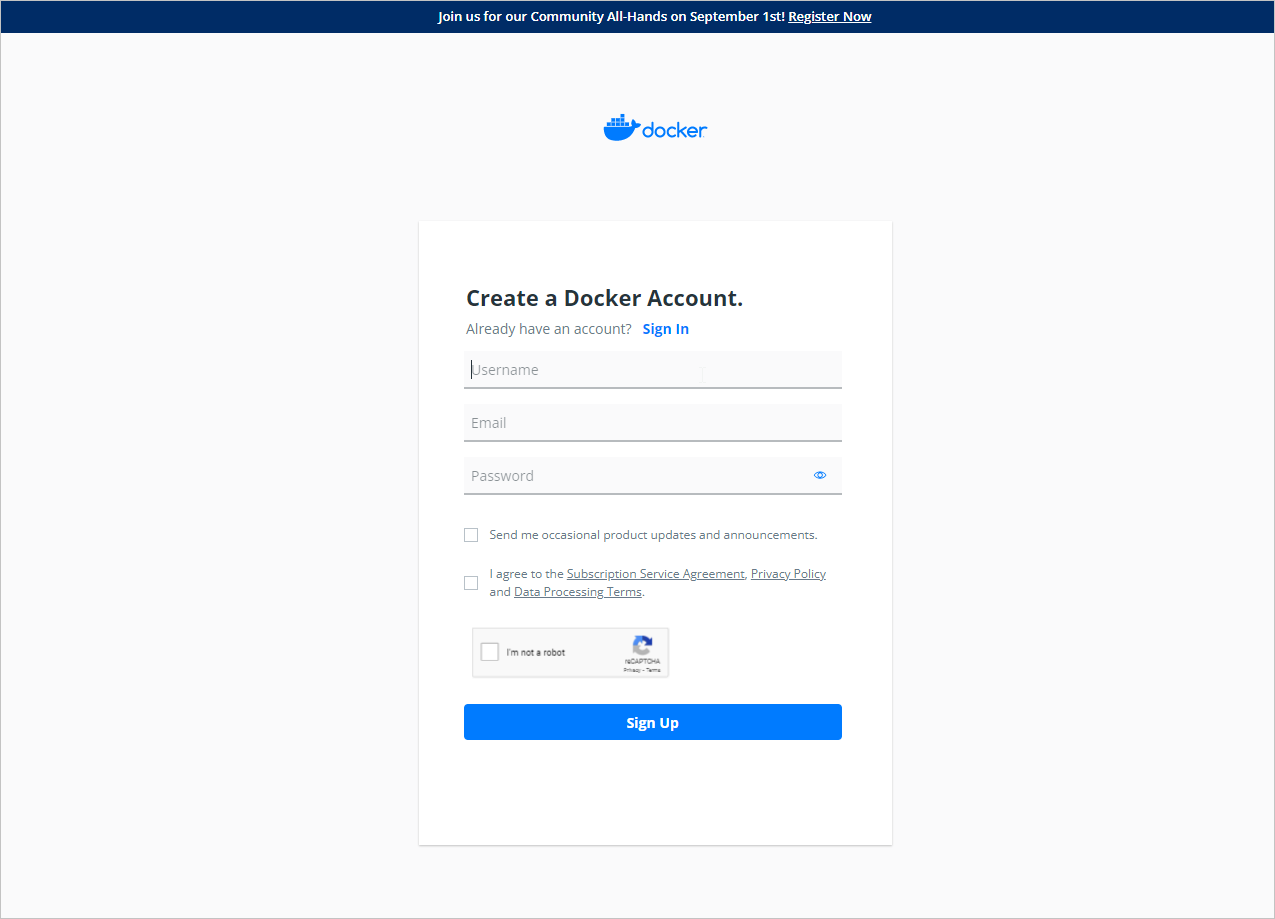 Join us for our Community All-Hands on September 1st! Register Now
docker
Create a Docker Account.
Already have an account? Sign In
Username
Email
Password
Send me occasional product updates and announcements.
I agree to the Subscription Service Agreement, Privacy Policy
and Data Processing Terms.
I'm not a robot
reCAPTCHA
Privacy - Terms
Sign Up